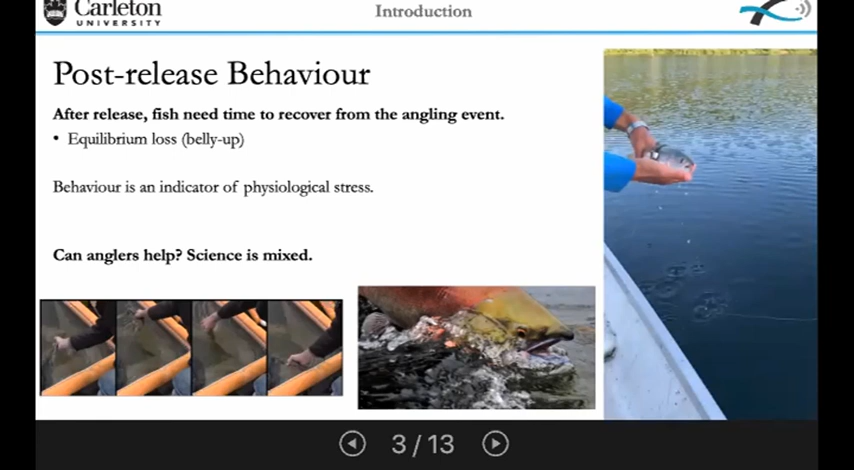 Carleton
UNIVERSITY
Introduction
Post-release Behaviour
After release, fish need time to recover from the angling event.
• Equilibrium loss (belly-up)
Behaviour is an indicator of physiological stress.
Can anglers help? Science is mixed.
3 / 13